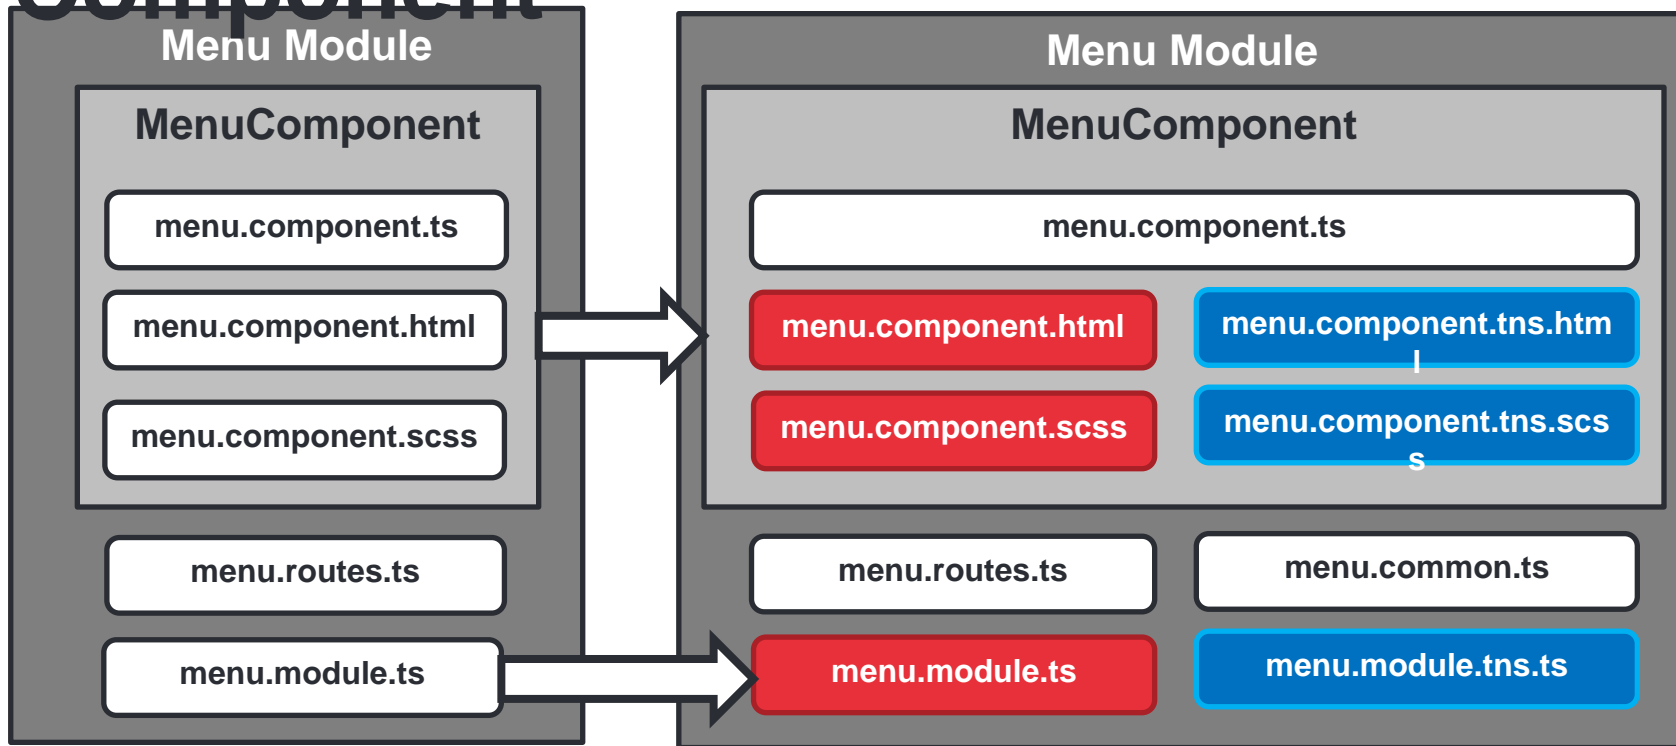 Component
Menu Module
MenuComponent
menu.component.ts
menu.component.html
menu.component.scss
menu.routes.ts
menu.module.ts
Menu Module
MenuComponent
menu.component.ts
menu.component.html
menu.component.tns.htm
l
menu.component.scss
menu.component.tns.scs
s
menu.routes.ts
menu.common.ts
menu.module.ts
menu.module.tns.ts